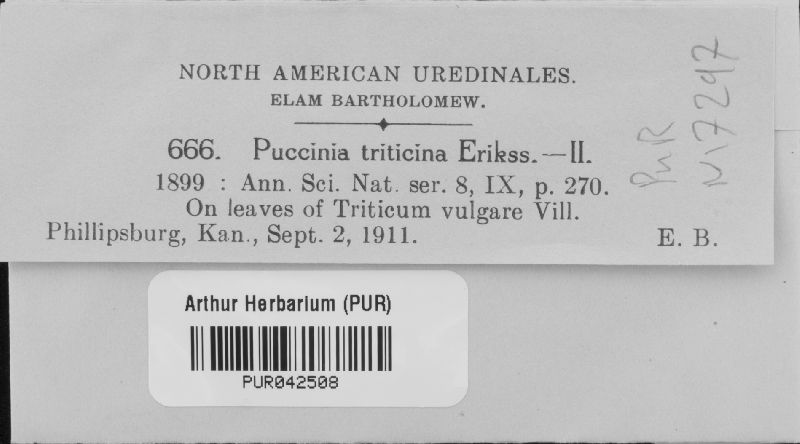 NORTH AMERICAN UREDINALES.
ELAM BARTHOLOMEW.
666. Puccinia triticina Erikss.—II.
1899 : Ann. Sci. Nat. ser. 8, IX, p. 270.
On leaves of Triticum vulgare Vill.
Phillipsburg, Kan., Sept. 2, 1911. E. B.
PUR
N17297
Arthur Herbarium (PUR)
PUR042508